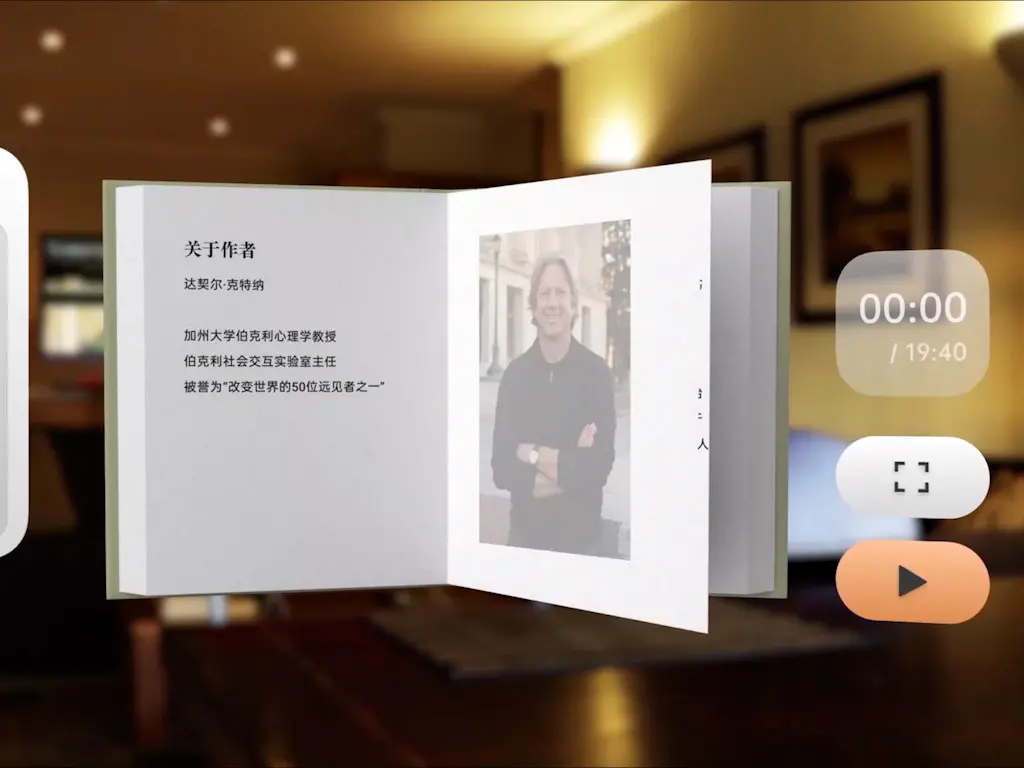 关于作者
达契尔·克特纳
加州大学伯克利心理学教授
伯克利社会交互实验室主任
被誉为“改变世界的50位远见者之一”
人
00:00
/ 19:40